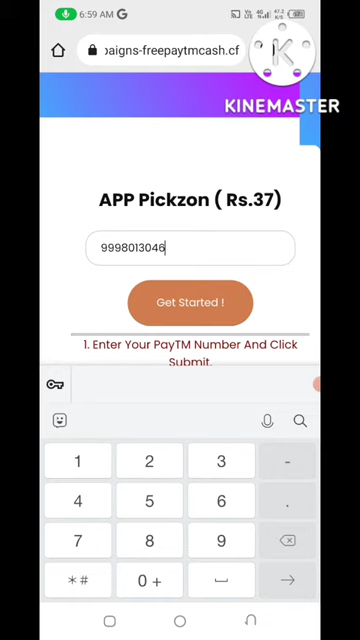 6:59 AM G
4G
paigns-freepaytmcash.cf
K
KINEMASTER
APP Pickzon ( Rs.37)
9998013046
Get Started !
1. Enter Your PayTM Number And Click
Submit.
1 2 3 -
4 5 6 .
7 8 9
*# 0 +